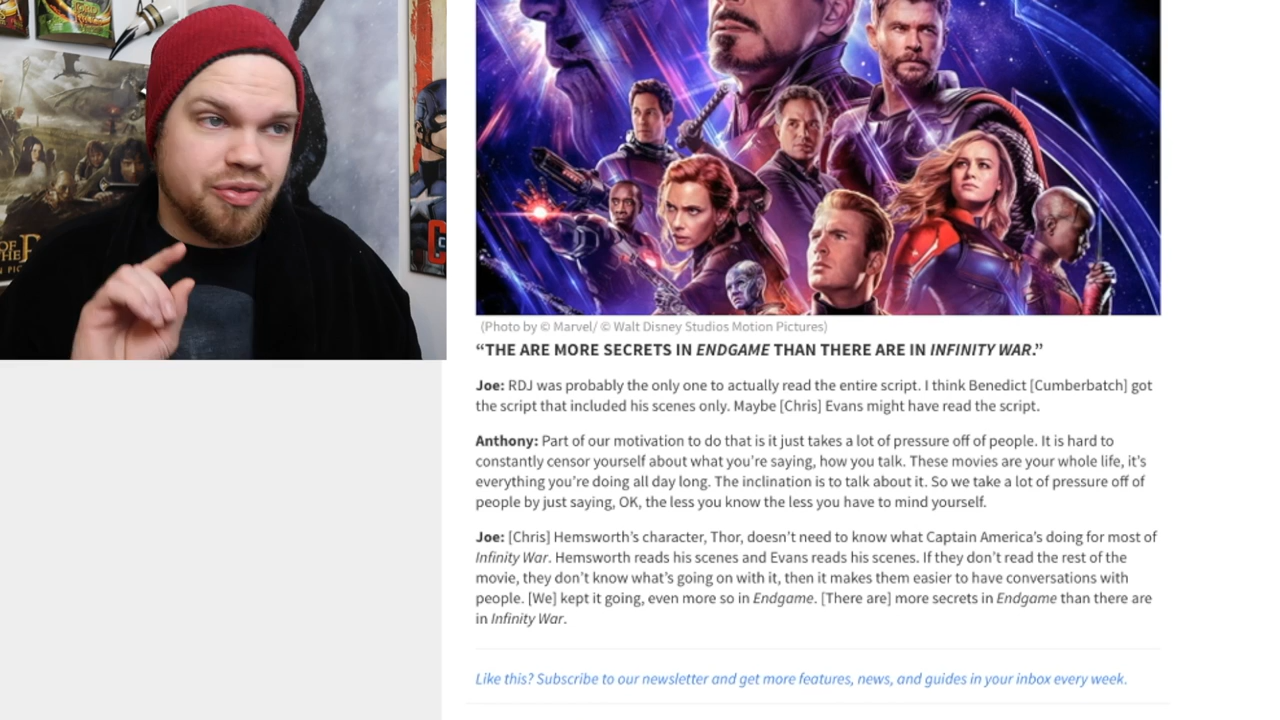 OF
THE
(Photo by © Marvel/ © Walt Disney Studios Motion Pictures)
“THE ARE MORE SECRETS IN ENDGAME THAN THERE ARE IN INFINITY WAR.”
Joe: RDJ was probably the only one to actually read the entire script. I think Benedict [Cumberbatch] got
the script that included his scenes only. Maybe [Chris] Evans might have read the script.
Anthony: Part of our motivation to do that is it just takes a lot of pressure off of people. It is hard to
constantly censor yourself about what you’re saying, how you talk. These movies are your whole life, it’s
everything you’re doing all day long. The inclination is to talk about it. So we take a lot of pressure off of
people by just saying, OK, the less you know the less you have to mind yourself.
Joe: [Chris] Hemsworth’s character, Thor, doesn’t need to know what Captain America’s doing for most of
Infinity War. Hemsworth reads his scenes and Evans reads his scenes. If they don’t read the rest of the
movie, they don’t know what’s going on with it, then it makes them easier to have conversations with
people. [We] kept it going, even more so in Endgame. [There are] more secrets in Endgame than there are
in Infinity War.
Like this? Subscribe to our newsletter and get more features, news, and guides in your inbox every week.